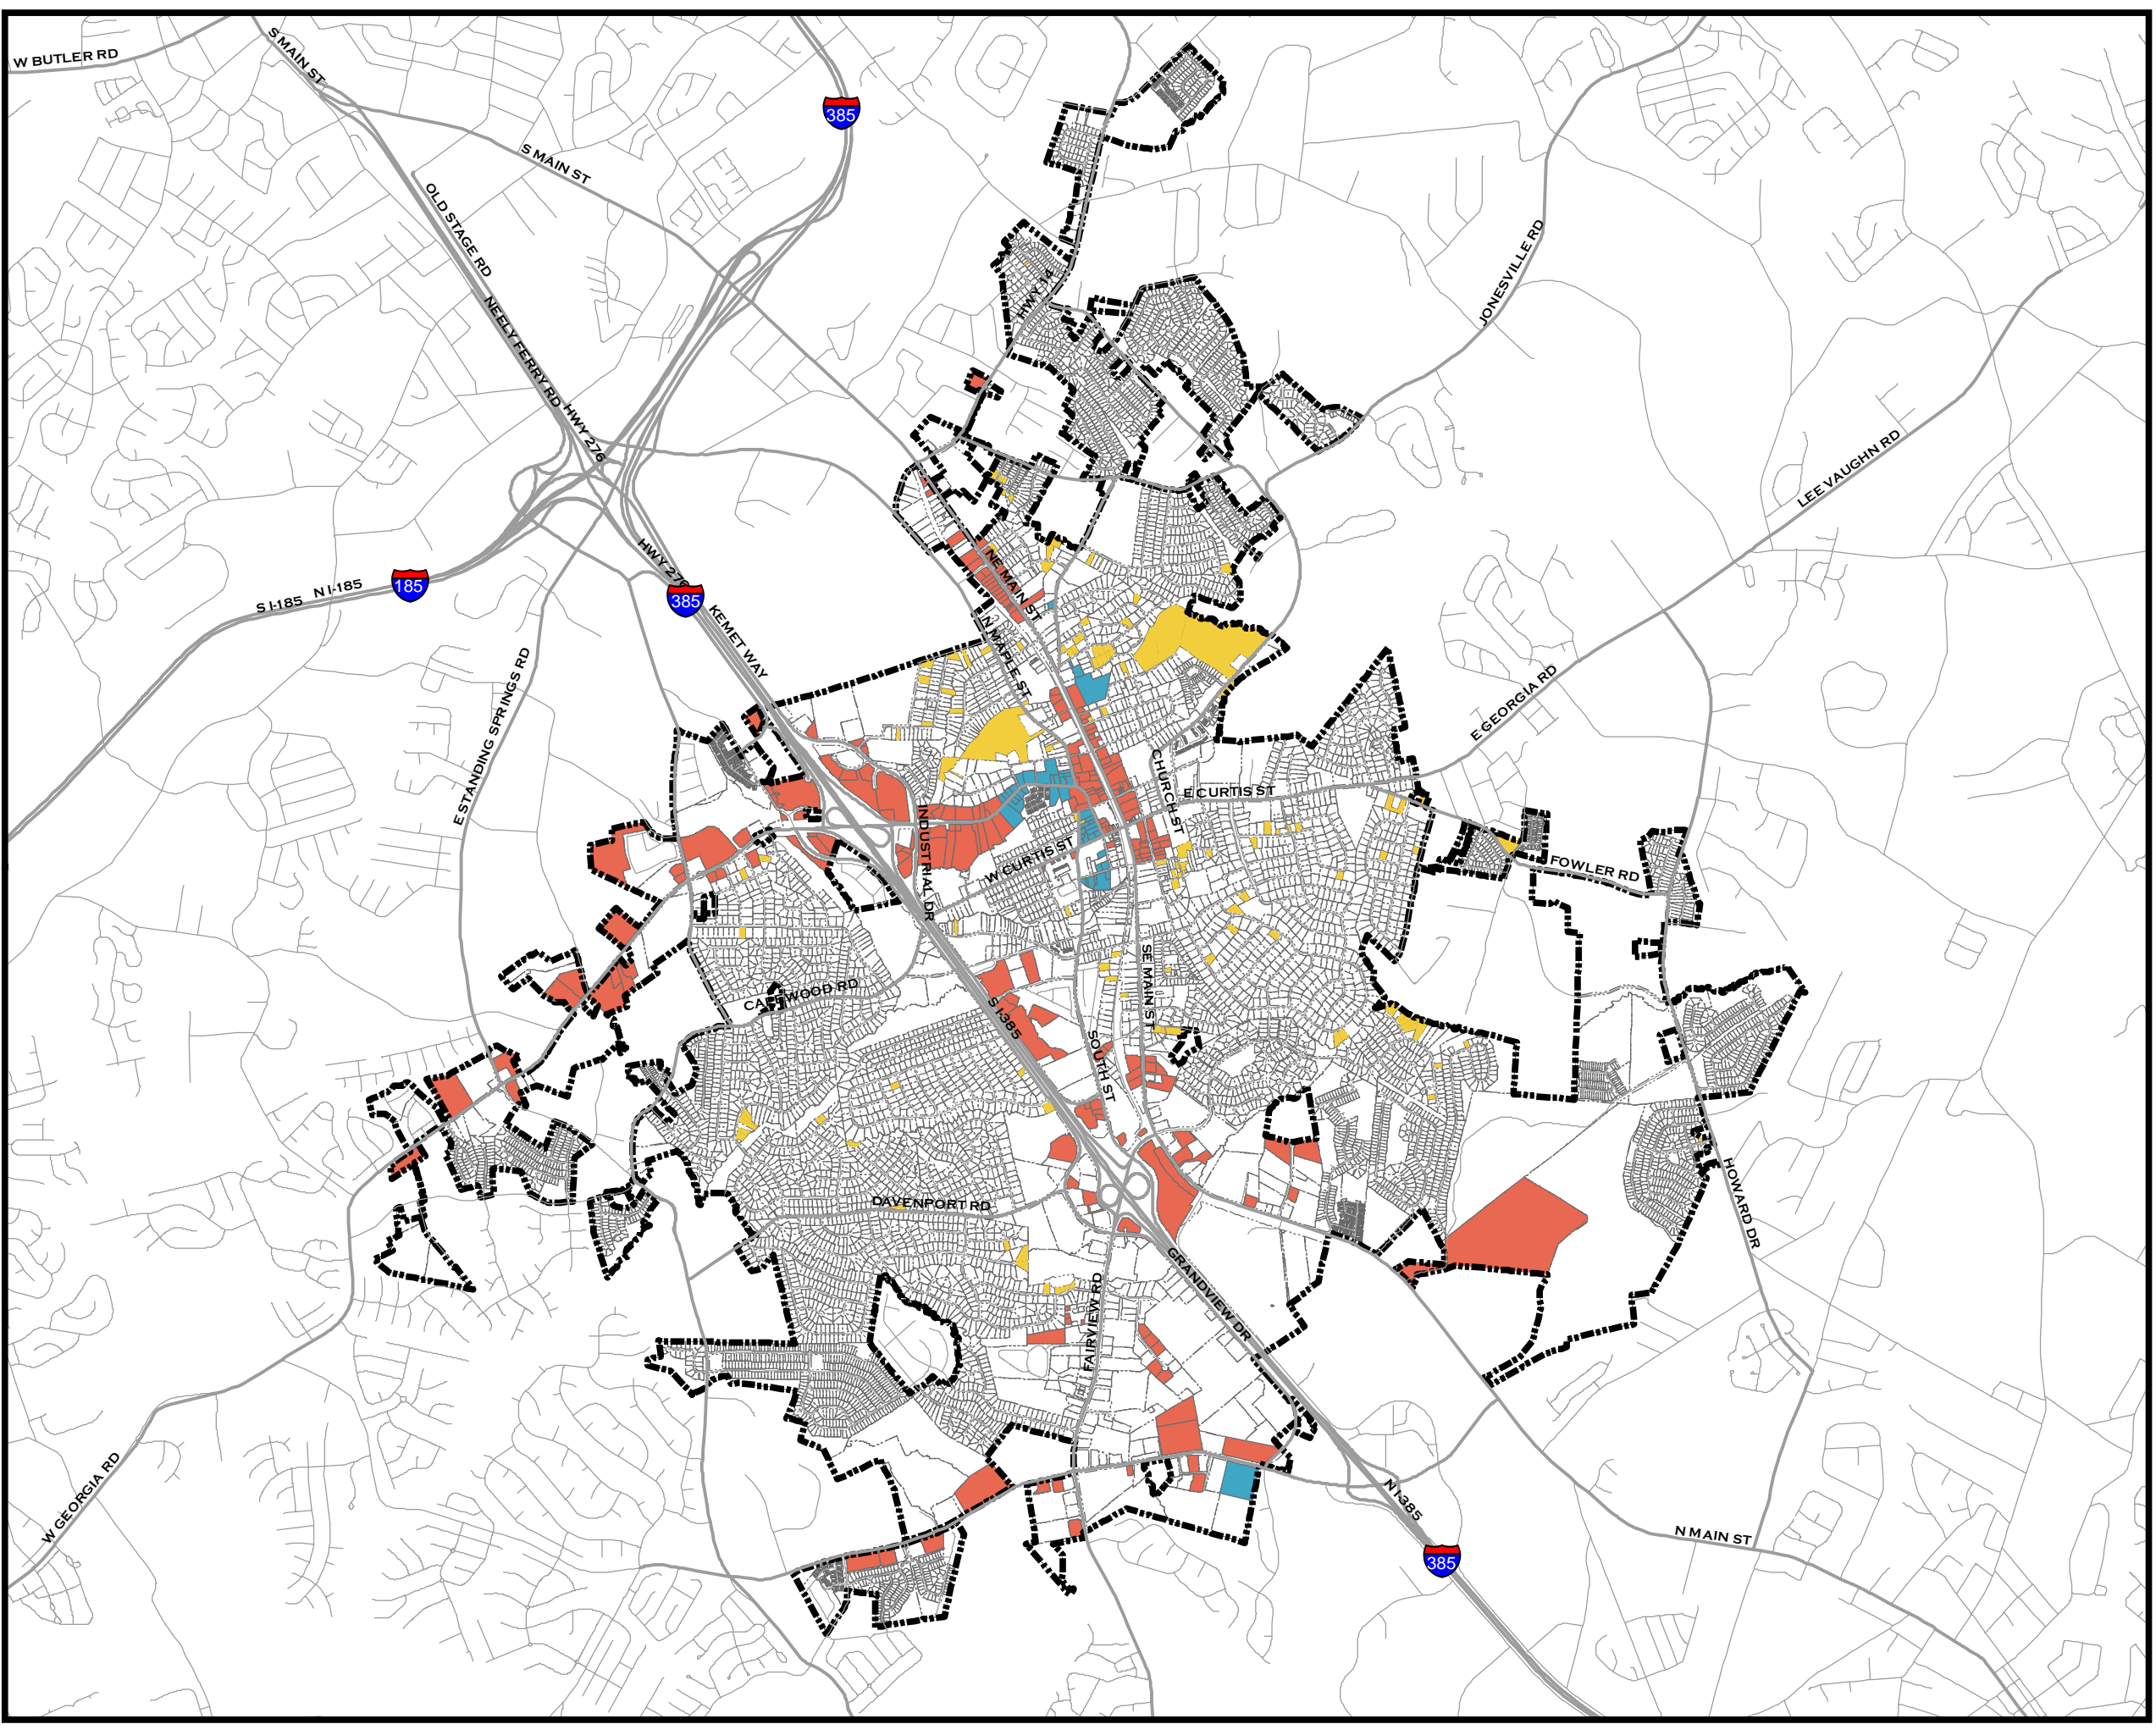 W BUTLER RD
S MAIN ST
385
S MAIN ST
OLD STAGE RD
JONESVILLE RD
HWY 14
NEELY FERRY RD
HWY 276
LEE VAUGHN RD
HWY 276
185
S I-185
N I-185
385
NE MAIN ST
KEMET WAY
N MAPLE ST
E STANDING SPRINGS RD
E GEORGIA RD
CHURCH ST
E CURTIS ST
INDUSTRIAL DR
W CURTIS ST
FOWLER RD
SE MAIN ST
S I-385
SOUTH ST
DAVENPORT RD
HOWARD DR
GRANDVIEW DR
FAIRVIEW RD
W GEORGIA RD
N I-385
N MAIN ST
385